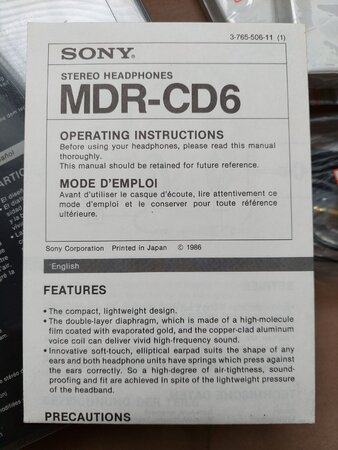 3-765-506-11 (1)
SONY.
STEREO HEADPHONES
MDR-CD6
OPERATING INSTRUCTIONS
Before using your headphones, please read this manual
thoroughly.
This manual should be retained for future reference.
MODE D'EMPLOI
Avant d'utiliser le casque d'écoute, lire attentivement ce
mode d'emploi et le conserver pour toute référence
ultérieure.
Sony Corporation Printed in Japan © 1986
English
FEATURES
• The compact, lightweight design.
• The double-layer diaphragm, which is made of a high-molecule
film coated with evaporated gold, and the copper-clad aluminum
voice coil can deliver vivid high-frequency sound.
• Innovative soft-touch, elliptical earpad suits the shape of any
ears and both headphone units have springs which press against
the ears correctly. So a high-degree of air-tightness, sound-
proofing and fit are achieved in spite of the lightweight pressure
of the headband.
PRECAUTIONS